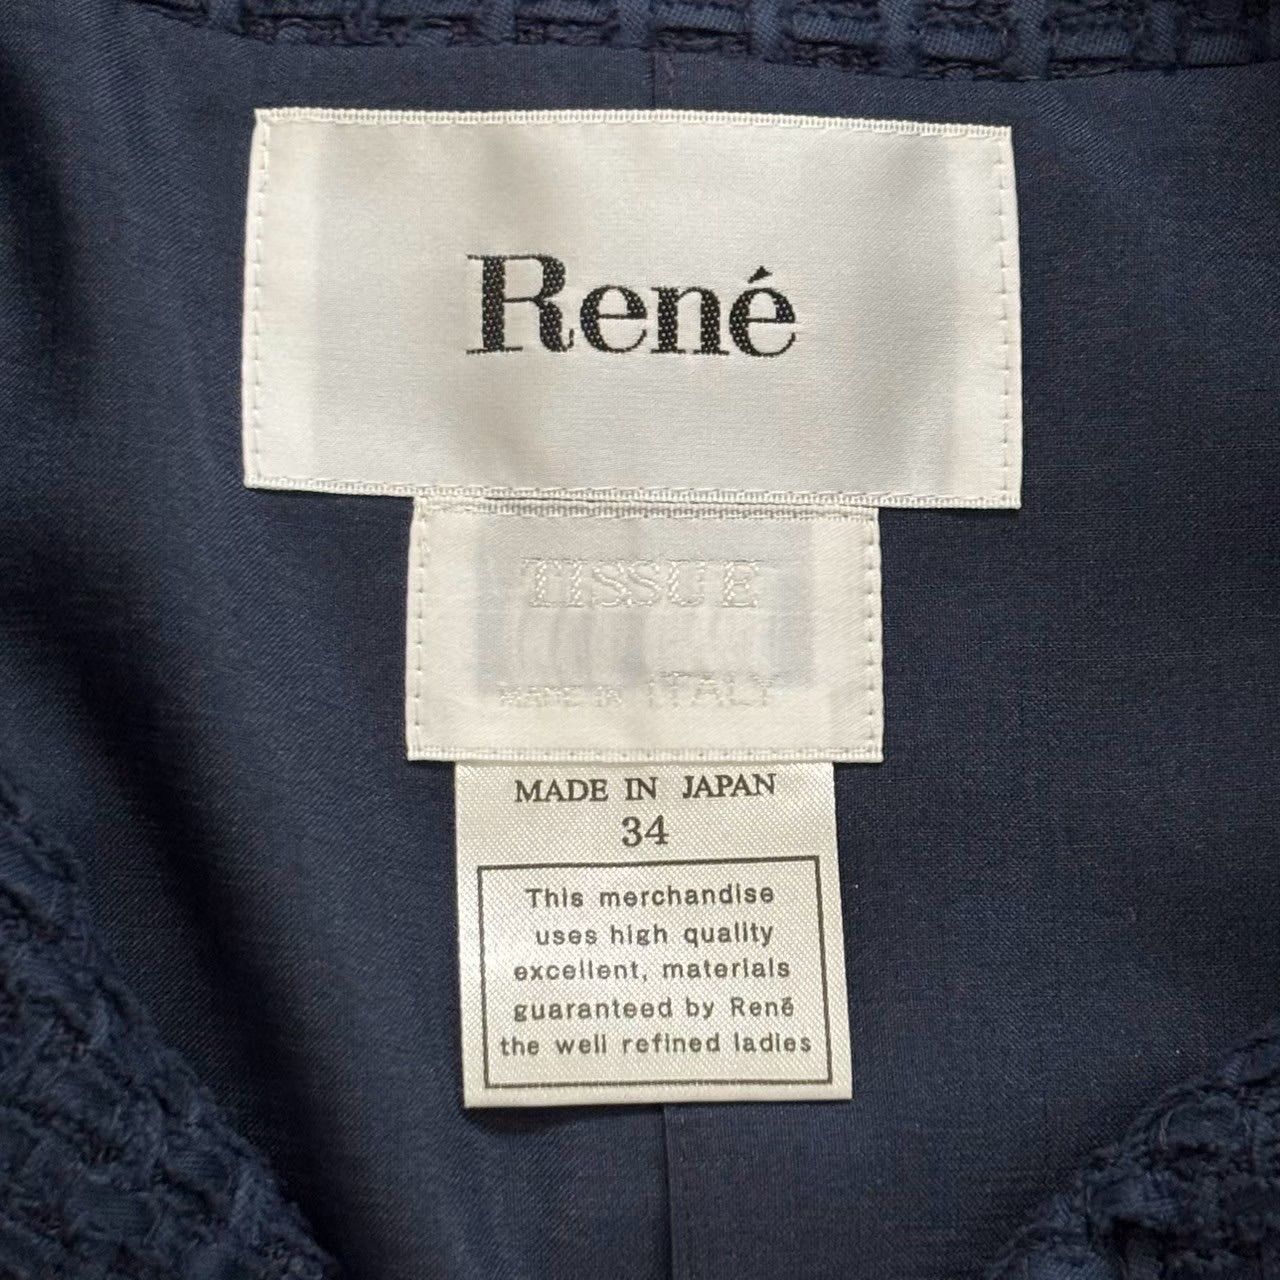 René
TISSUE
MADE IN ITALY
MADE IN JAPAN
34
This merchandise
uses high quality
excellent, materials
guaranteed by René
the well refined ladies